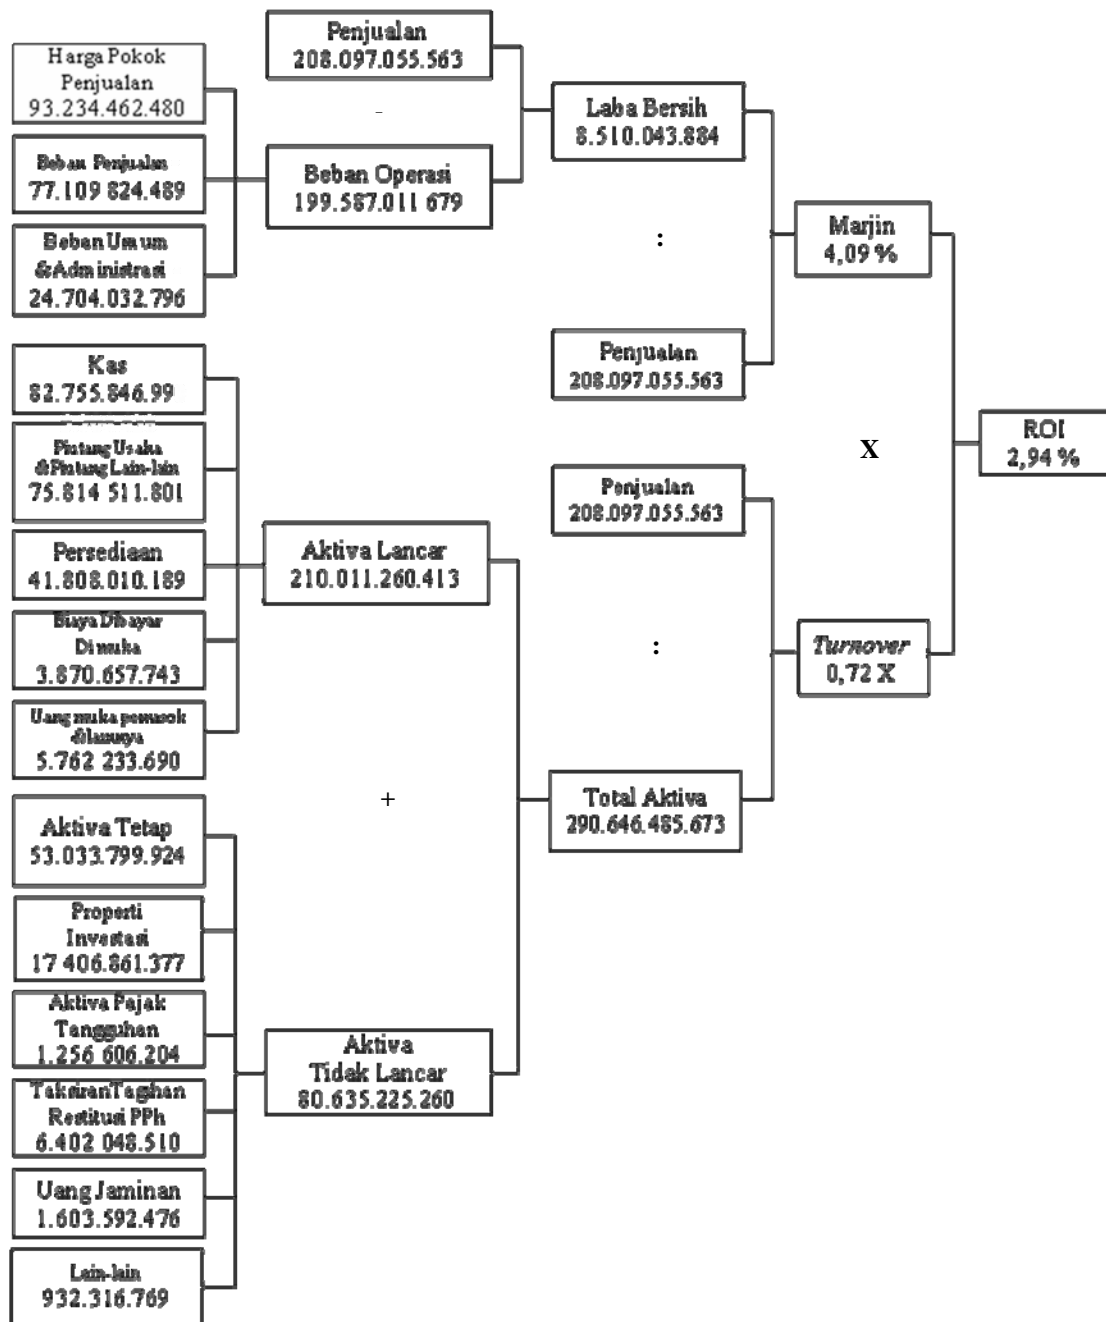 Penjualan
208.097.055.563
-
Harga Pokok
Penjualan
93.234.462.480
Beban Penjualan
77.109 824.489
Beban Umum
&Administrasi
24.704.032.796
Beban Operasi
199.587.011 679
Laba Bersih
8.510.043.884
:
Penjualan
208.097.055.563
Marjin
4,09 %
X
ROI
2,94 %
Kas
82.755.846.99
Piutang Usaha
&Piutang Lain-lain
75.814 511.801
Persediaan
41.808.010.189
Biaya Dibayar
Dimuka
3.870.657.743
Uang muka pemasok
&lainnya
5.762 233.690
Aktiva Lancar
210.011.260.413
+
Penjualan
208.097.055.563
:
Turnover
0,72 X
Total Aktiva
290.646.485.673
Aktiva Tetap
53.033.799.924
Properti
Investasi
17 406.861.377
Aktiva Pajak
Tangguhan
1.256 606.204
Taksiran Tagihan
Restitusi PPh
6.402 048.510
Uang Jaminan
1.603.592.476
Lain-lain
932.316.769
Aktiva
Tidak Lancar
80.635.225.260